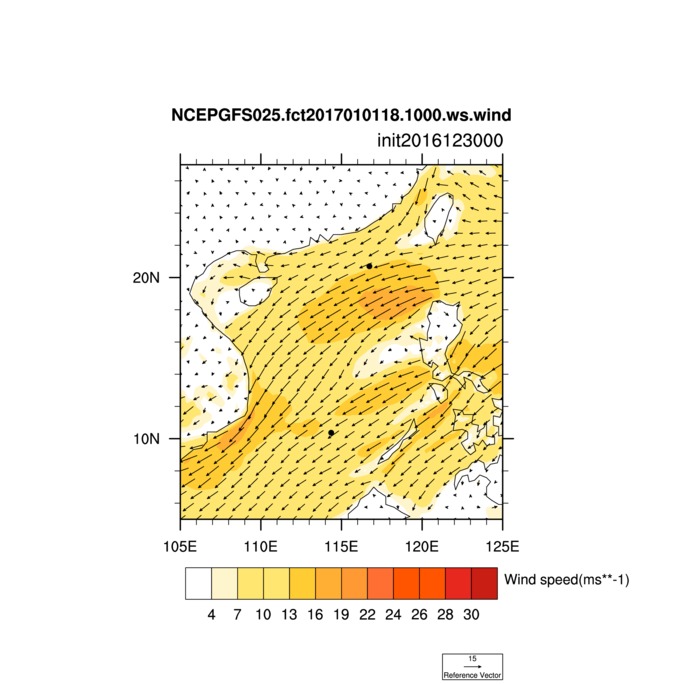 NCEPGFS025.fct2017010118.1000.ws.wind
init2016123000
20N
10N
105E 110E 115E 120E 125E
Wind speed(ms**-1)
4 7 10 13 16 19 22 24 26 28 30
15
Reference Vector